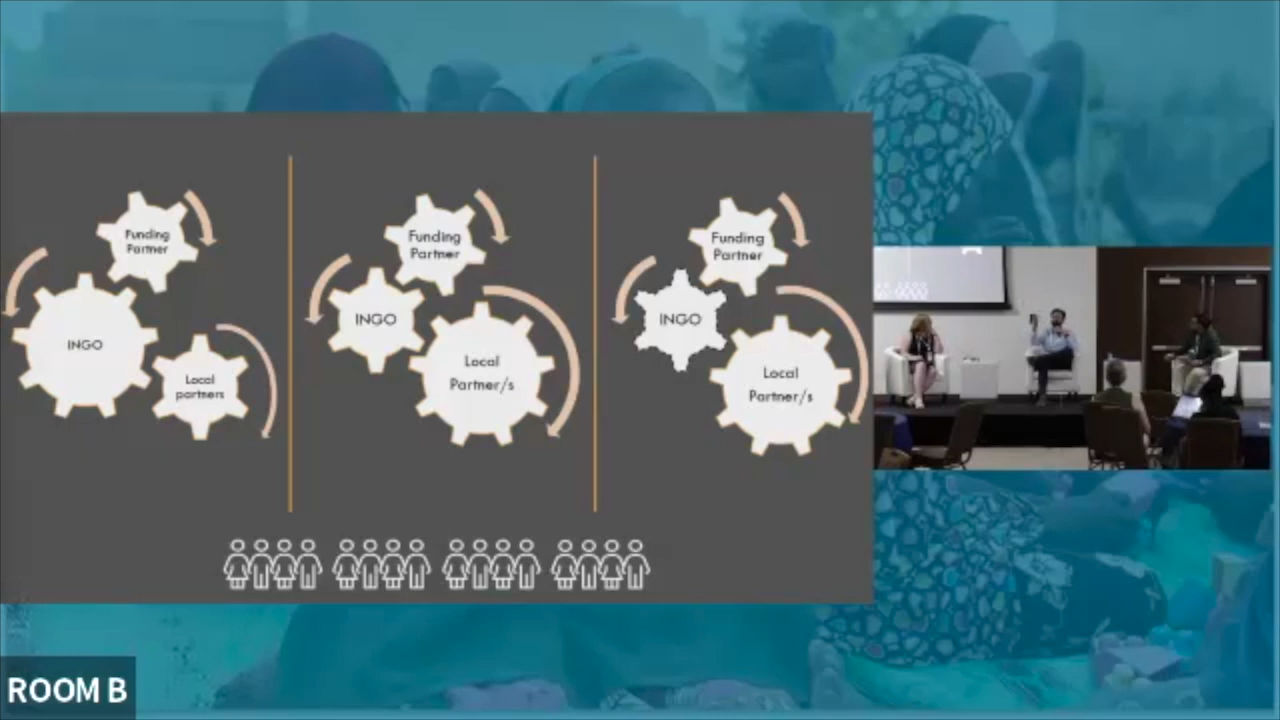 Funding
Partner
INGO
Local
partners
Funding
Partner
INGO
Local
Partner/s
Funding
Partner
INGO
Local
Partner/s
ROOM B